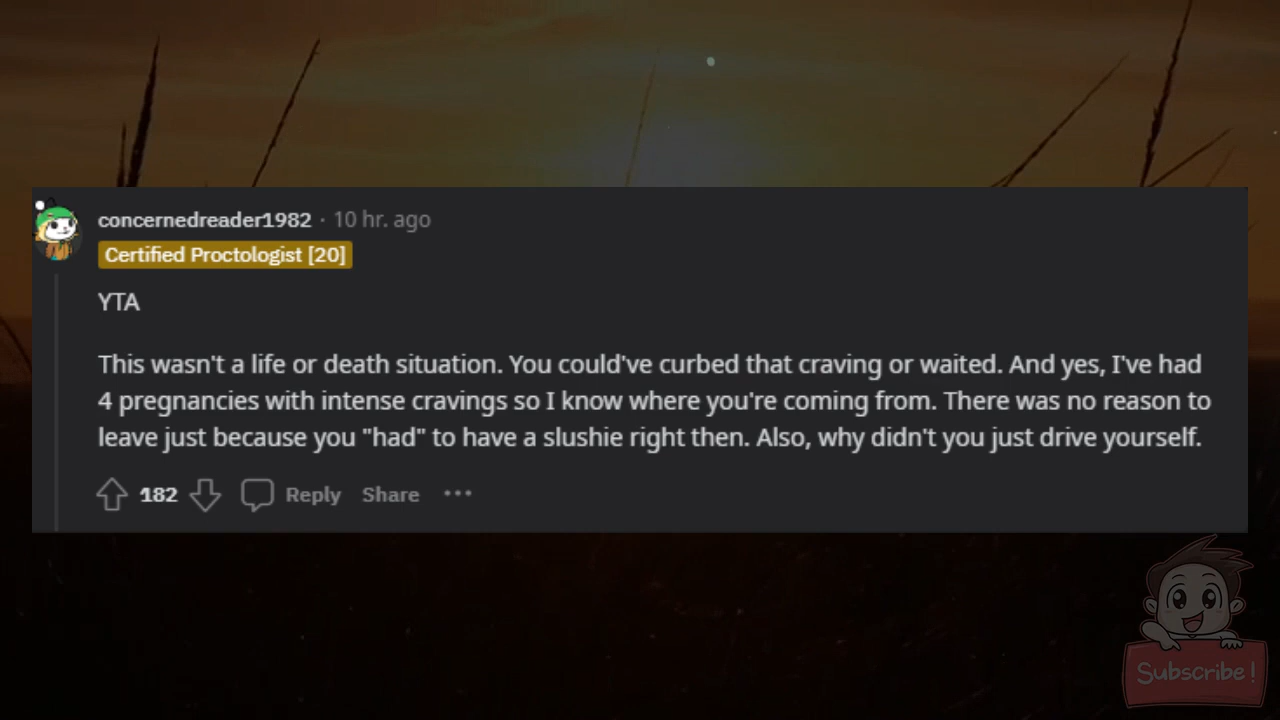 concernedreader1982 · 10 hr. ago
Certified Proctologist [20]
YTA
This wasn't a life or death situation. You could've curbed that craving or waited. And yes, I've had
4 pregnancies with intense cravings so I know where you're coming from. There was no reason to
leave just because you "had" to have a slushie right then. Also, why didn't you just drive yourself.
182 Reply Share ···
Subscribe!